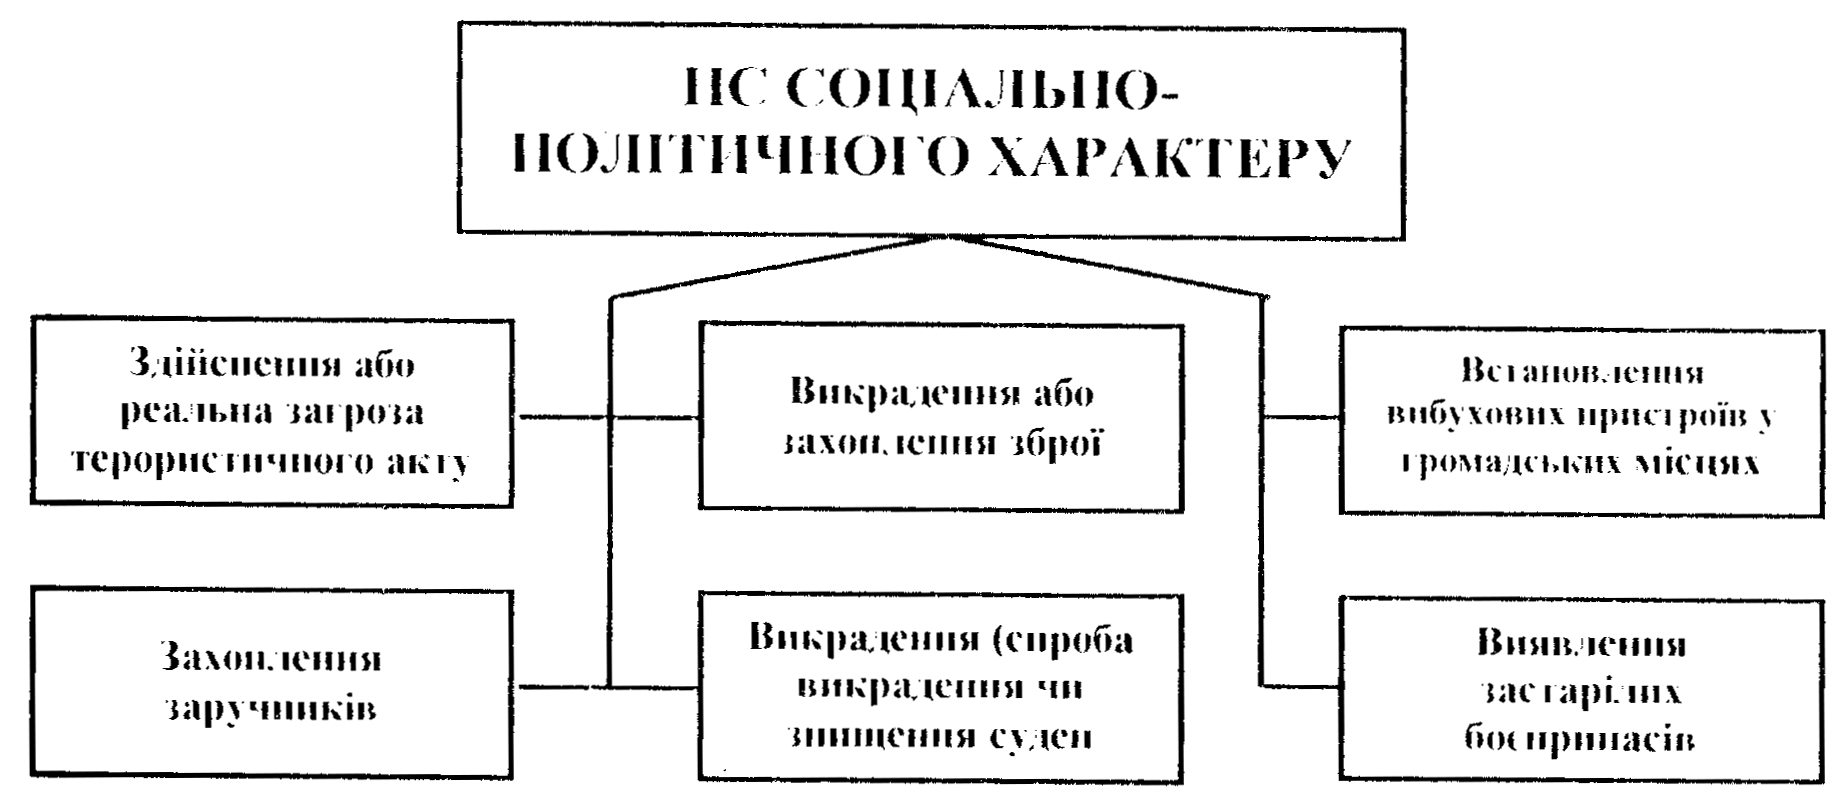 НС СОЦІАЛЬНО-
ПОЛІТИЧНОГО ХАРАКТЕРУ
Здійснення або
реальна загроза
терористичного акту
Викрадення або
захоплення зброї
Встановлення
вибухових пристроїв у
громадських місцях
Захоплення
заручників
Викрадення (спроба
викрадення чи
знищення суден
Виявлення
застарілих
боєприпасів